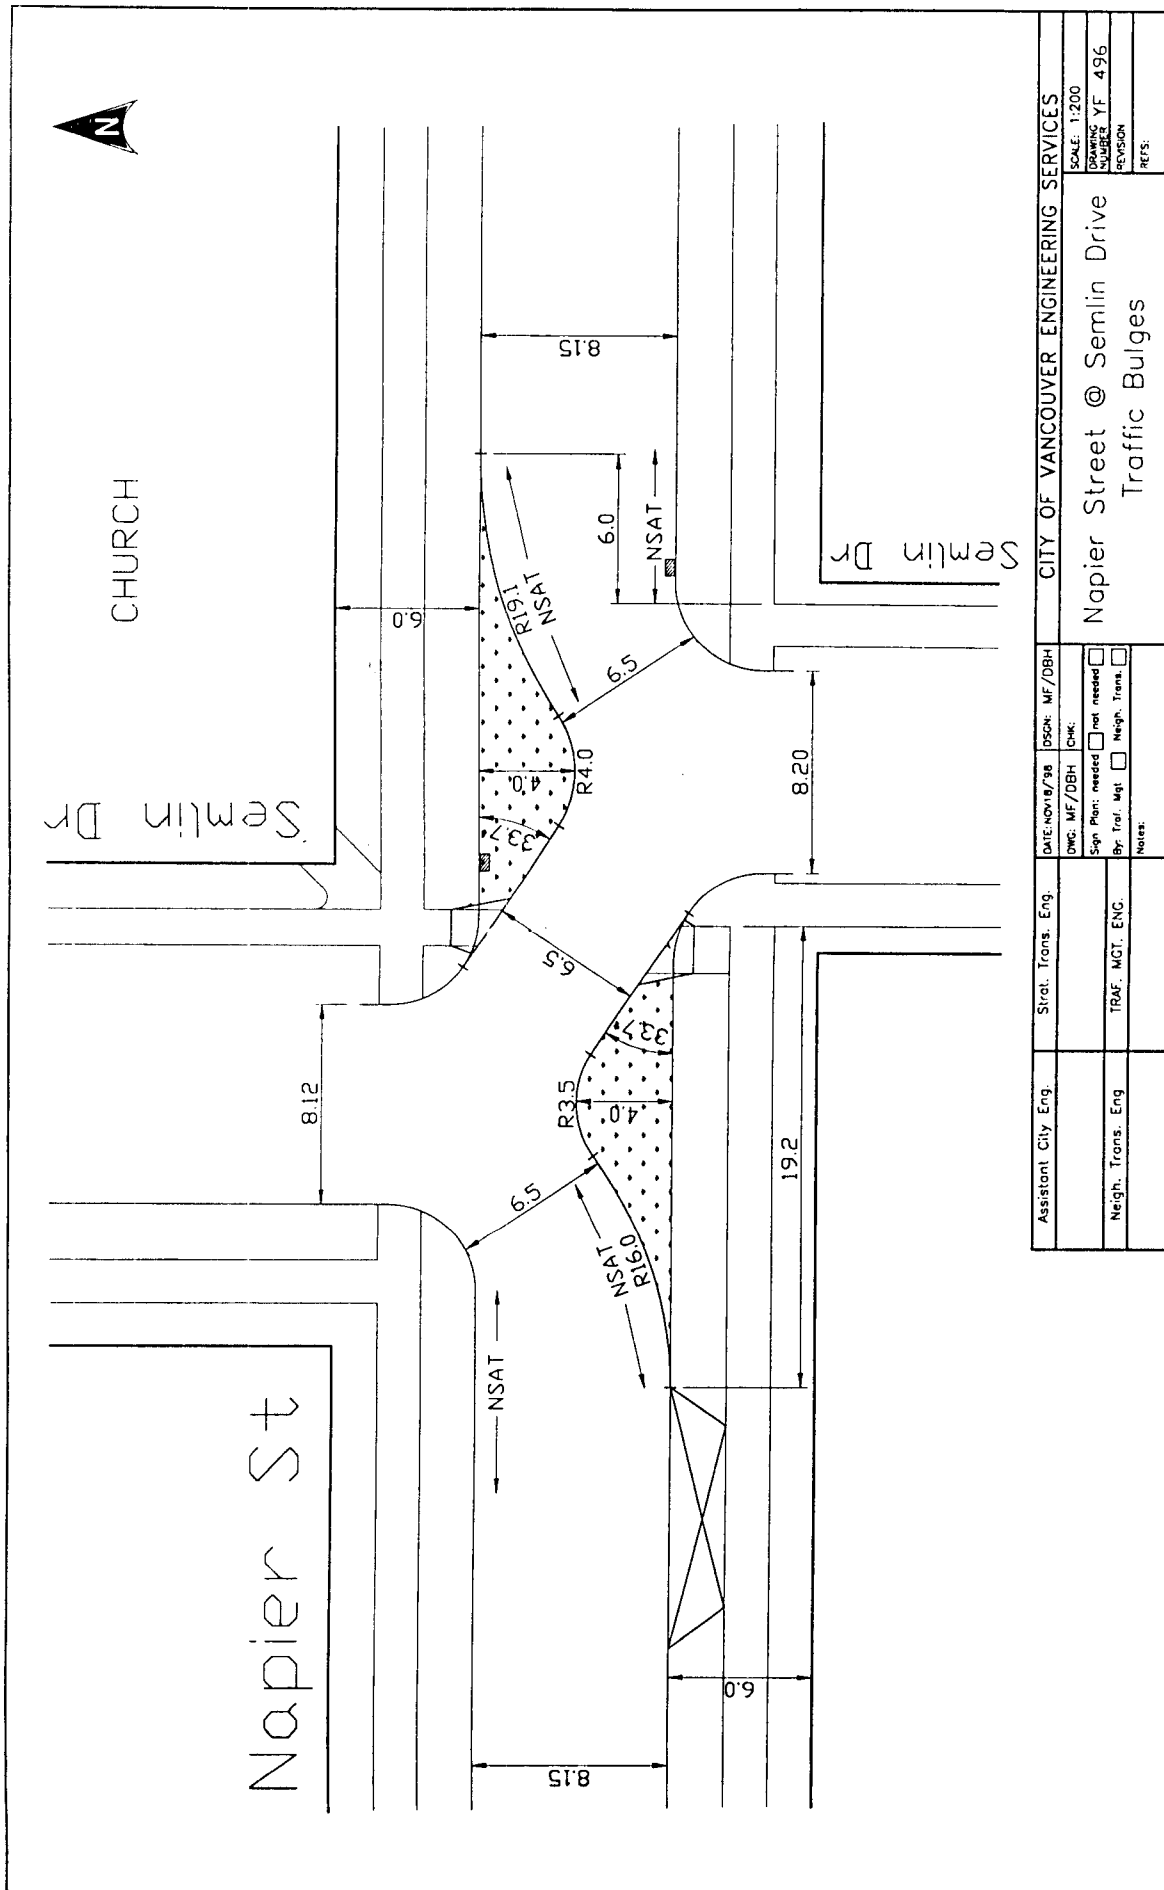 N
CHURCH
Semlin Dr
Napier St
6.0
8.15
R19.1
NSAT
6.0
NSAT
6.5
4.0
R4.0
33.7
8.20
Semlin Dr
6.5
8.12
R3.5
4.0
33.7
6.5
NSAT
R16.0
19.2
NSAT
6.0
8.15
Assistant City Eng.
Strat. Trans. Eng.
Neigh. Trans. Eng
TRAF. MGT. ENG.
DATE: NOV18/'98
DSGN: MF/DBH
DWG: MF/DBH
CHK:
Sign Plan: needed not needed
By: Traf. Mgt Neigh. Trans.
Notes:
CITY OF VANCOUVER ENGINEERING SERVICES
Napier Street @ Semlin Drive
Traffic Bulges
SCALE: 1:200
DRAWING NUMBER YF 496
REVISION
REFS: